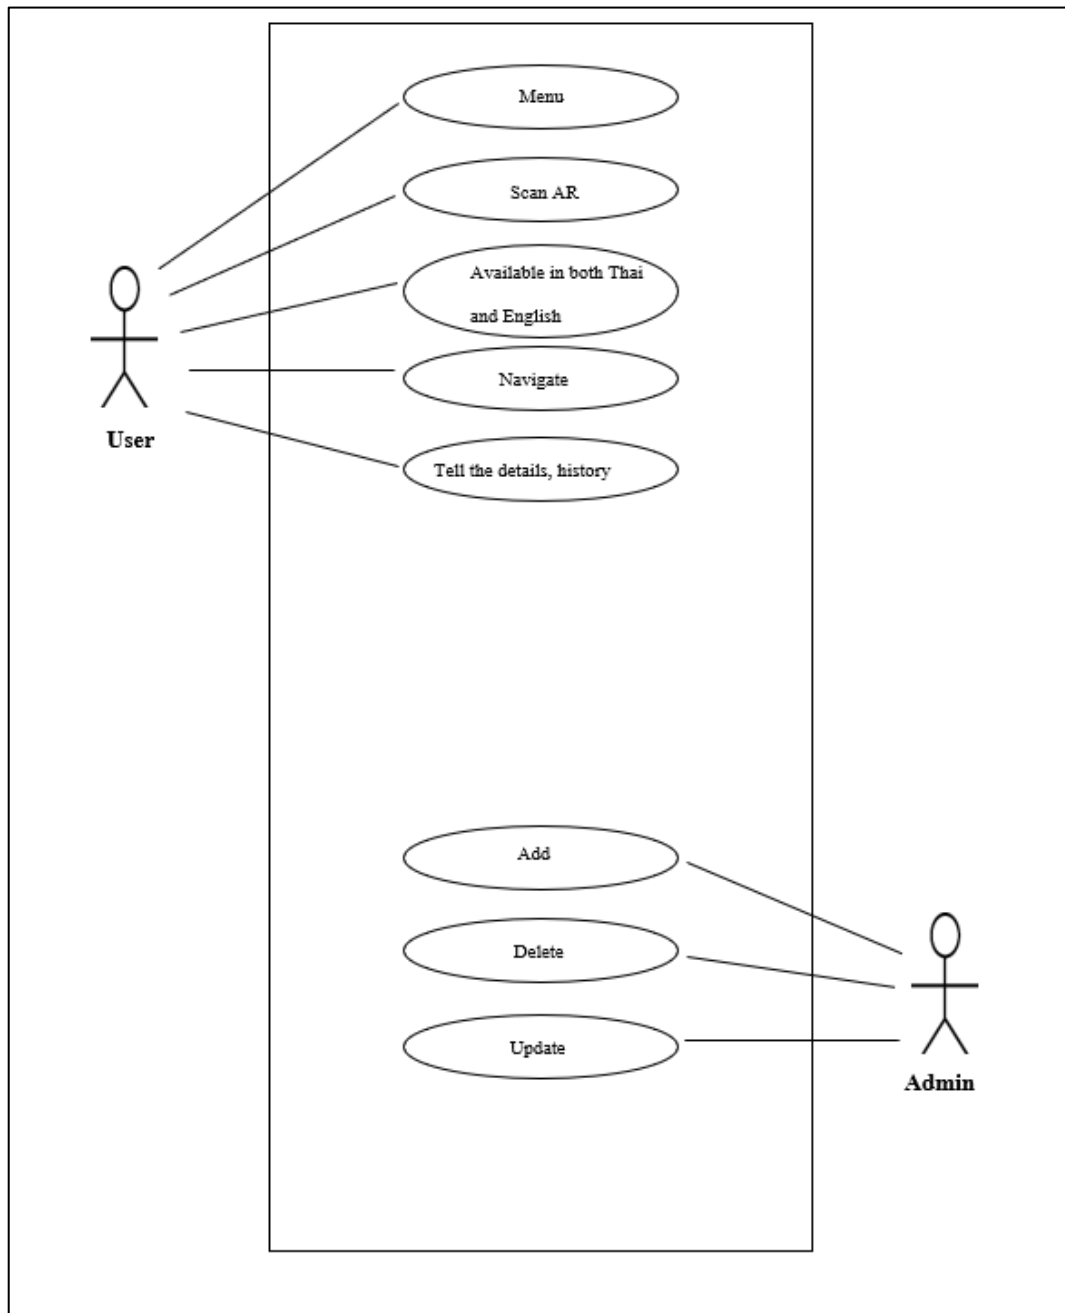 Menu
Scan AR
Available in both Thai
and English
Navigate
User
Tell the details, history
Add
Delete
Update
Admin